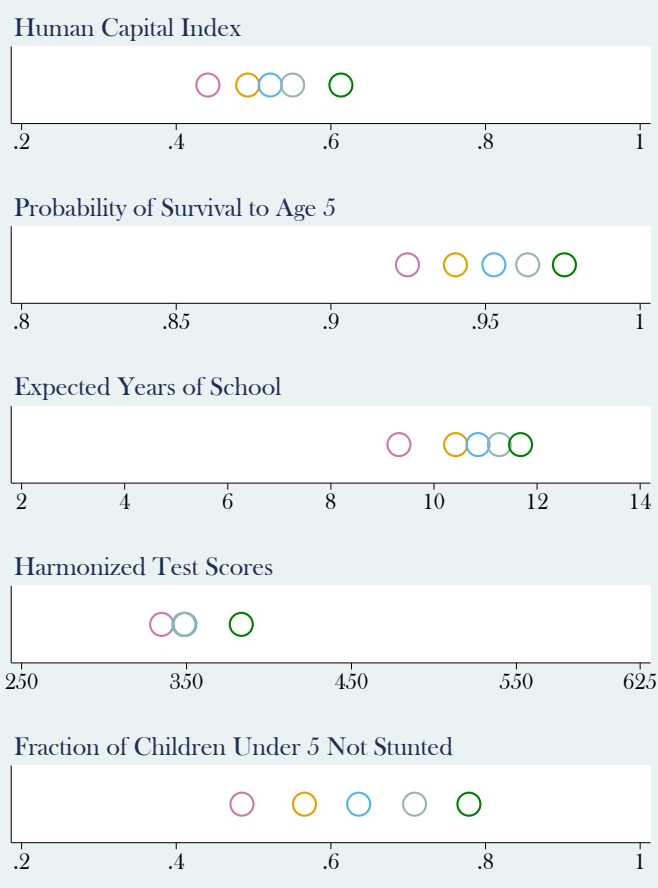 Human Capital Index
.2 .4 .6 .8 1
Probability of Survival to Age 5
.8 .85 .9 .95 1
Expected Years of School
2 4 6 8 10 12 14
Harmonized Test Scores
250 350 450 550 625
Fraction of Children Under 5 Not Stunted
.2 .4 .6 .8 1